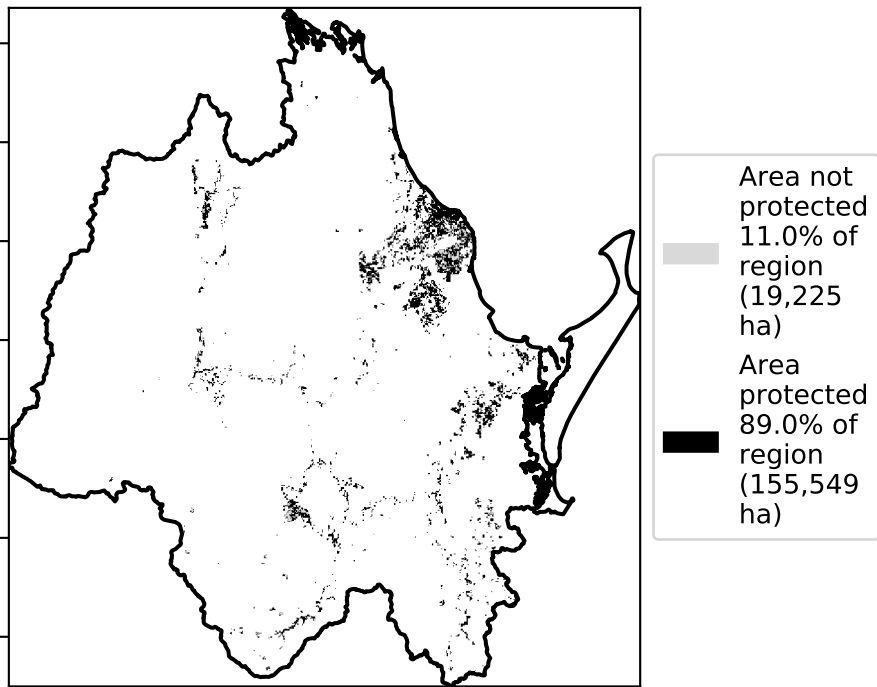 Area not
protected
11.0% of
region
(19,225
ha)
Area
protected
89.0% of
region
(155,549
ha)